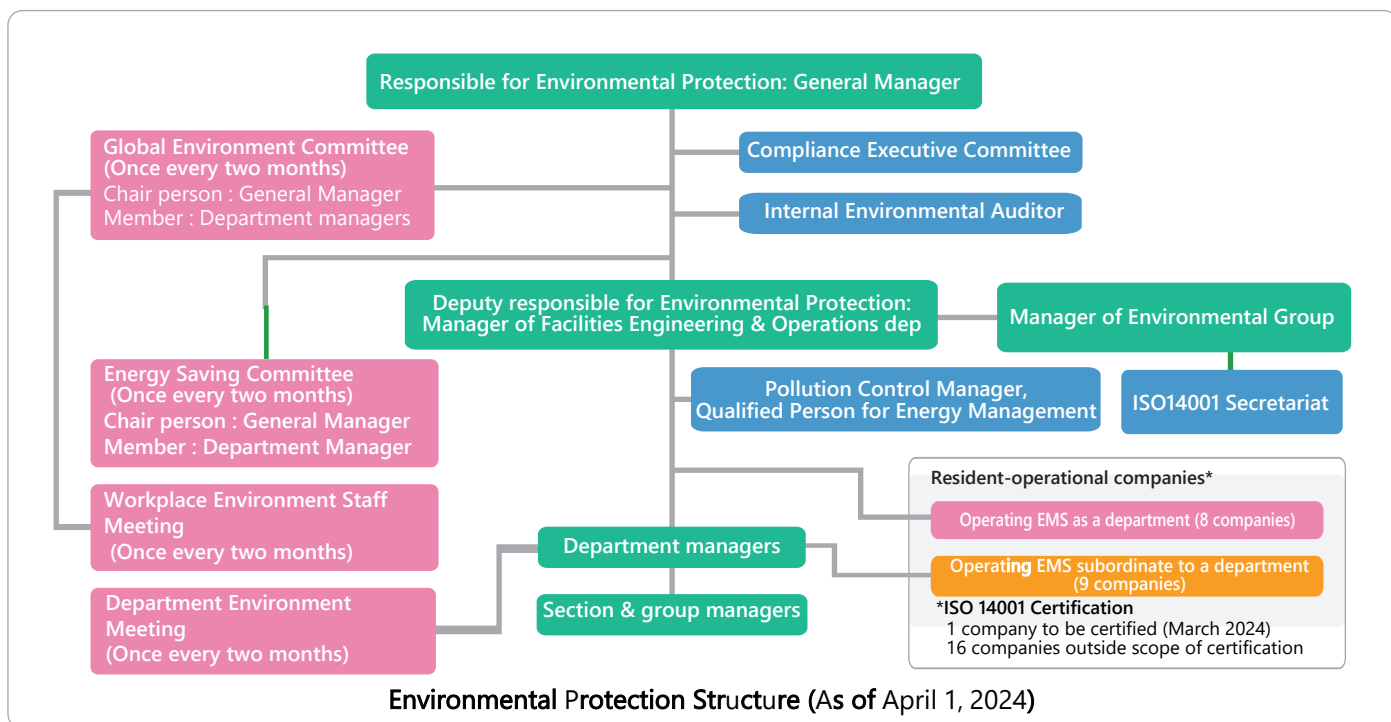 Responsible for Environmental Protection: General Manager
Global Environment Committee
(Once every two months)
Chair person : General Manager
Member : Department managers
Compliance Executive Committee
Internal Environmental Auditor
Deputy responsible for Environmental Protection:
Manager of Facilities Engineering & Operations dep
Manager of Environmental Group
Energy Saving Committee
(Once every two months)
Chair person : General Manager
Member : Department Manager
Pollution Control Manager,
Qualified Person for Energy Management
ISO14001 Secretariat
Workplace Environment Staff
Meeting
(Once every two months)
Resident-operational companies*
Operating EMS as a department (8 companies)
Operating EMS subordinate to a department
(9 companies)
*ISO 14001 Certification
1 company to be certified (March 2024)
16 companies outside scope of certification
Department managers
Section & group managers
Department Environment
Meeting
(Once every two months)
Environmental Protection Structure (As of April 1, 2024)